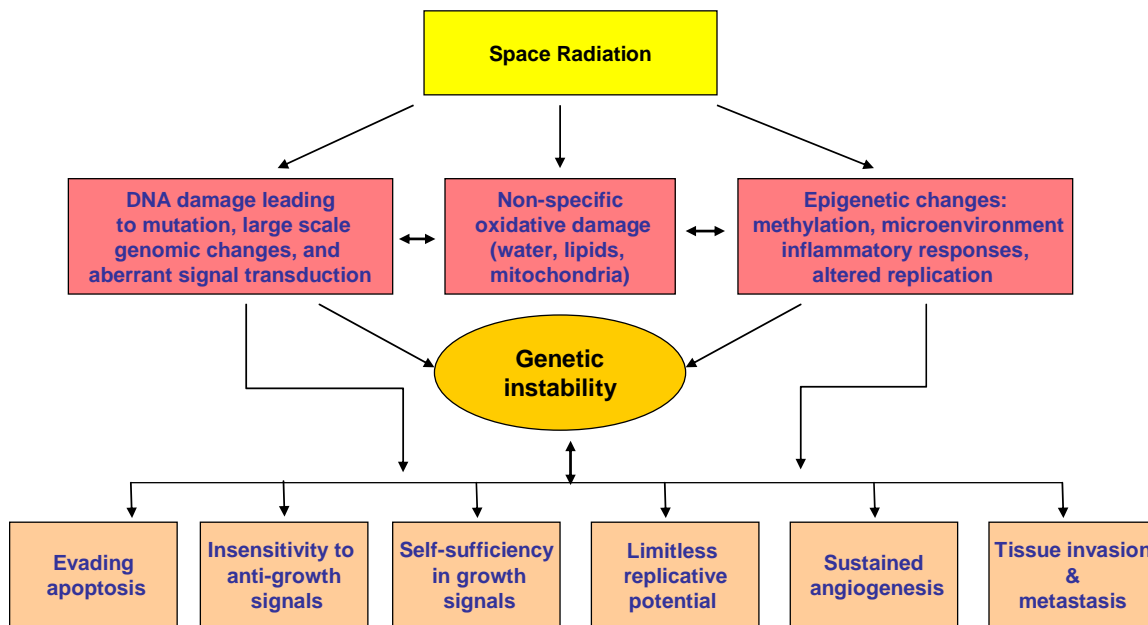 Space Radiation
DNA damage leading
to mutation, large scale
genomic changes, and
aberrant signal transduction
Non-specific
oxidative damage
(water, lipids,
mitochondria)
Epigenetic changes:
methylation, microenvironment
inflammatory responses,
altered replication
Genetic
instability
Evading
apoptosis
Insensitivity to
anti-growth
signals
Self-sufficiency
in growth
signals
Limitless
replicative
potential
Sustained
angiogenesis
Tissue invasion
&
metastasis